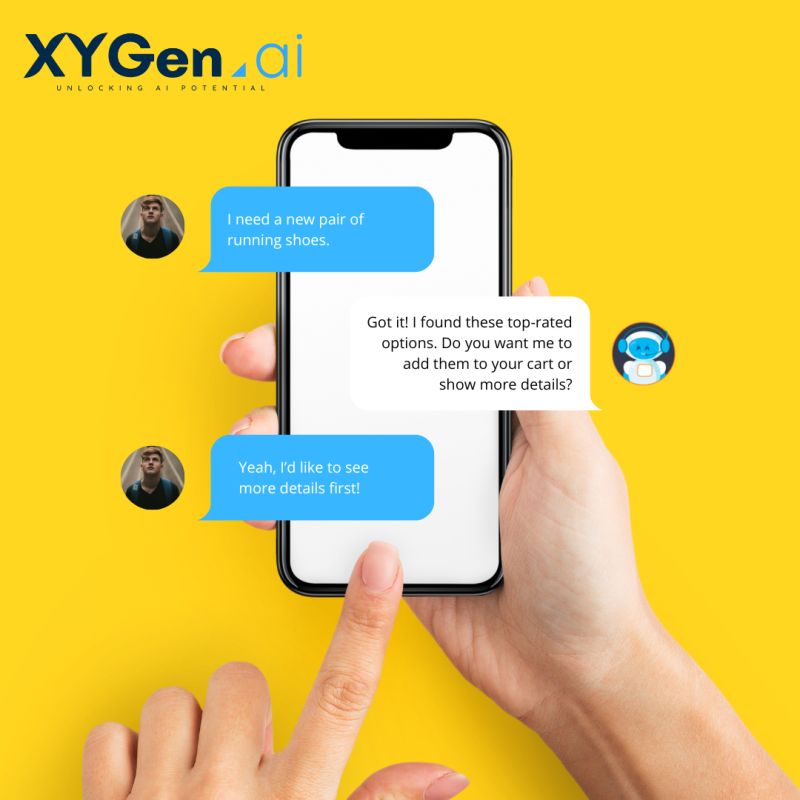 XYGen.ai
UNLOCKING AI POTENTIAL
I need a new pair of
running shoes.
Got it! I found these top-rated
options. Do you want me to
add them to your cart or
show more details?
Yeah, I'd like to see
more details first!